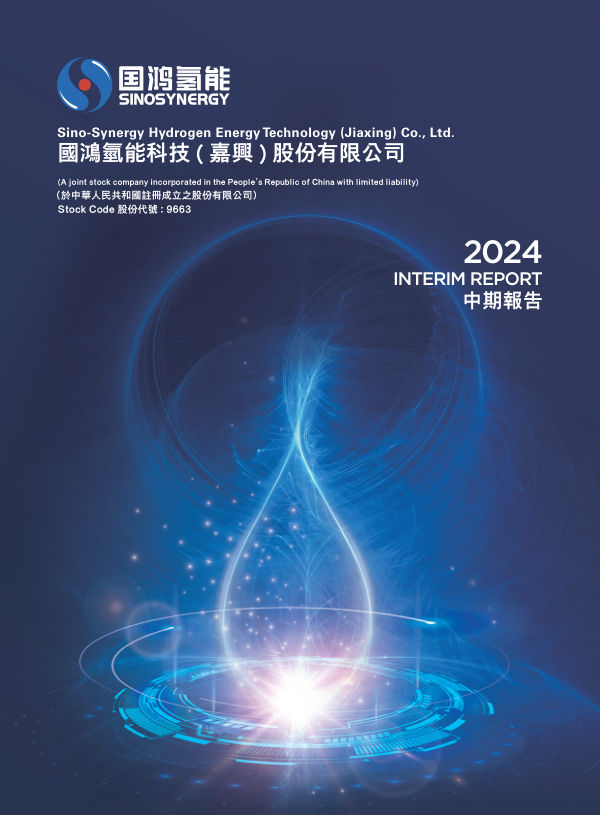 国鸿氢能
SINOSYNERGY
Sino-Synergy Hydrogen Energy Technology (Jiaxing) Co., Ltd.
國鴻氫能科技(嘉興)股份有限公司
(A joint stock company incorporated in the People's Republic of China with limited liability)
(於中華人民共和國註冊成立之股份有限公司)
Stock Code 股份代號 : 9663
2024
INTERIM REPORT
中期報告